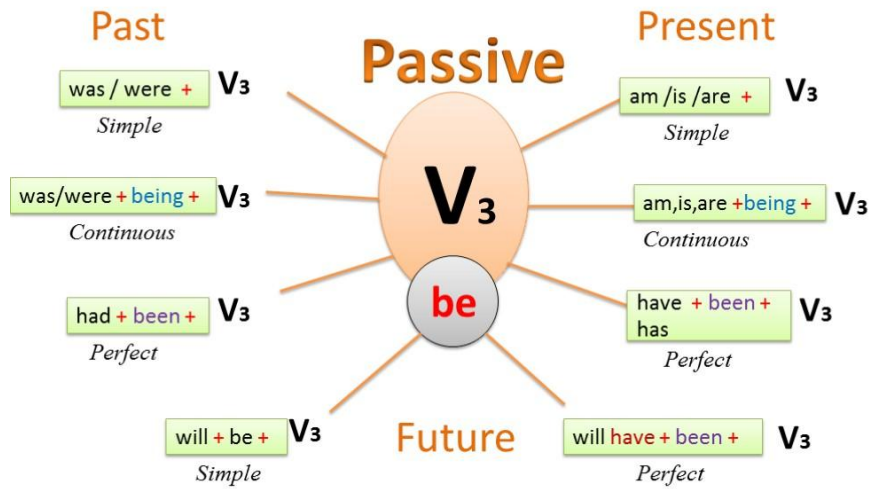 Past
Passive
Present
was / were + V3
Simple
am /is /are + V3
Simple
V3
was/were + being + V3
Continuous
am,is,are +being + V3
Continuous
be
had + been + V3
Perfect
have + been + V3
has
Perfect
Future
will + be + V3
Simple
will have + been + V3
Perfect